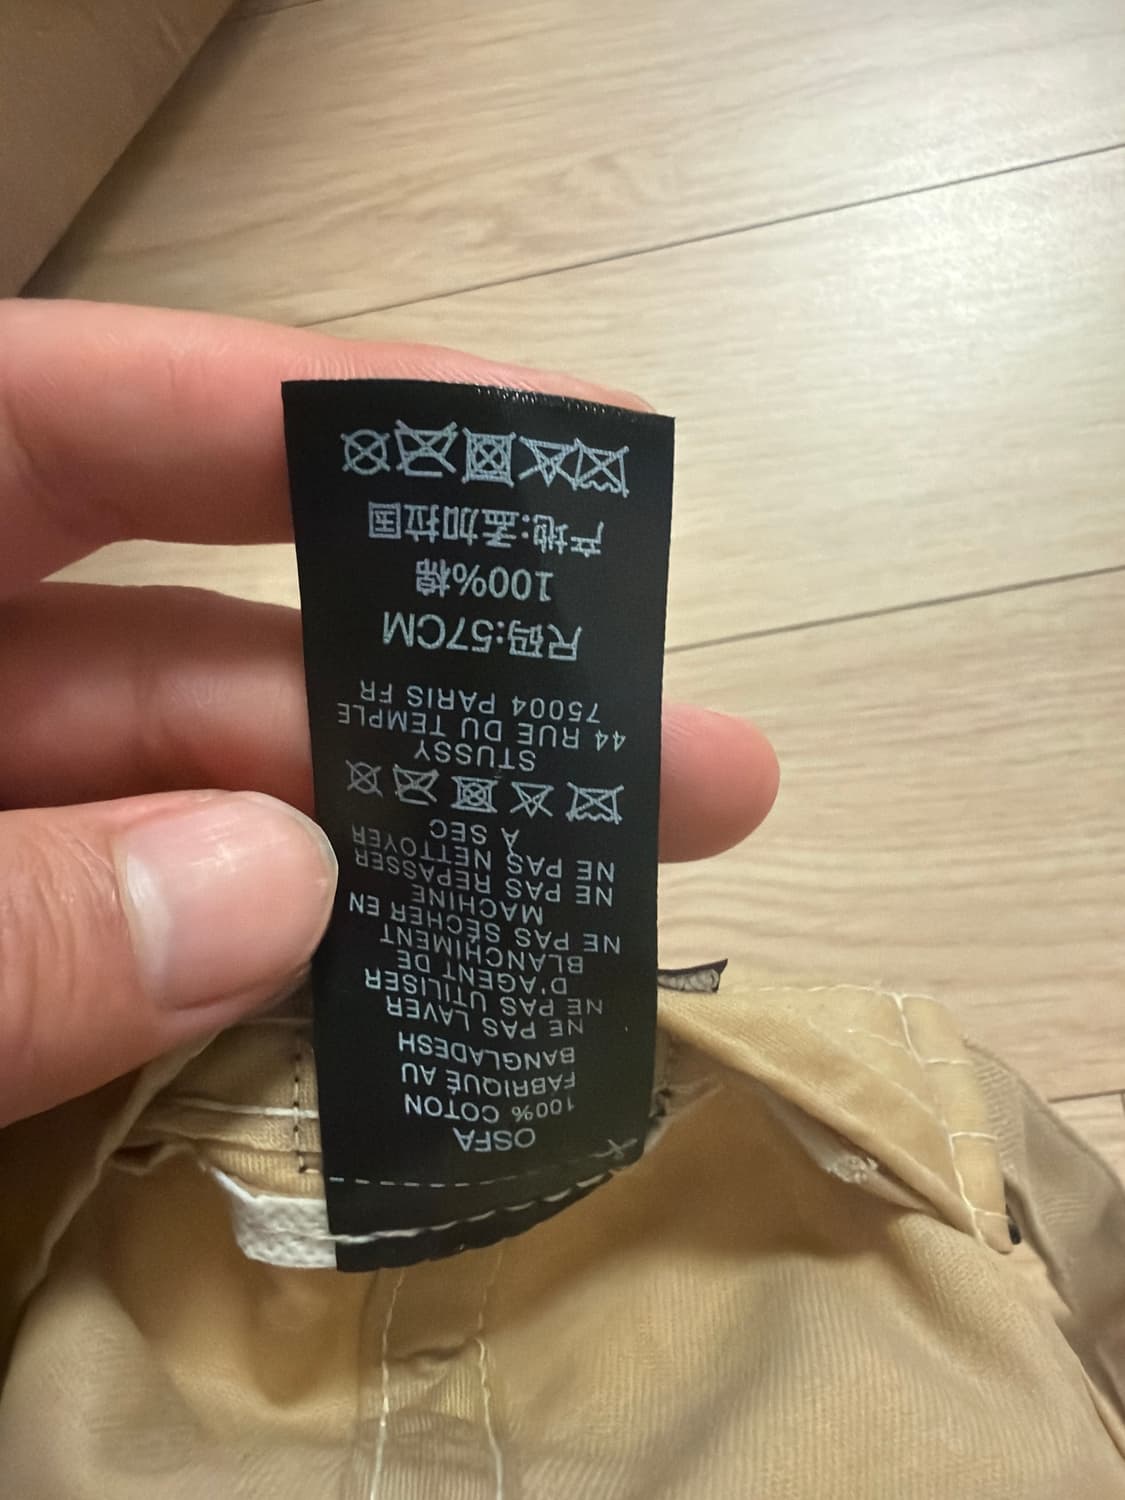 OSFA
100% COTON
FABRIQUÉ AU
BANGLADESH
NE PAS LAVER
NE PAS UTILISER
D'AGENT DE
BLANCHIMENT
NE PAS SÉCHER EN
MACHINE
NE PAS REPASSER
NE PAS NETTOYER
À SEC
STUSSY
44 RUE DU TEMPLE
75004 PARIS FR
尺码:57CM
100%棉
产地:孟加拉国